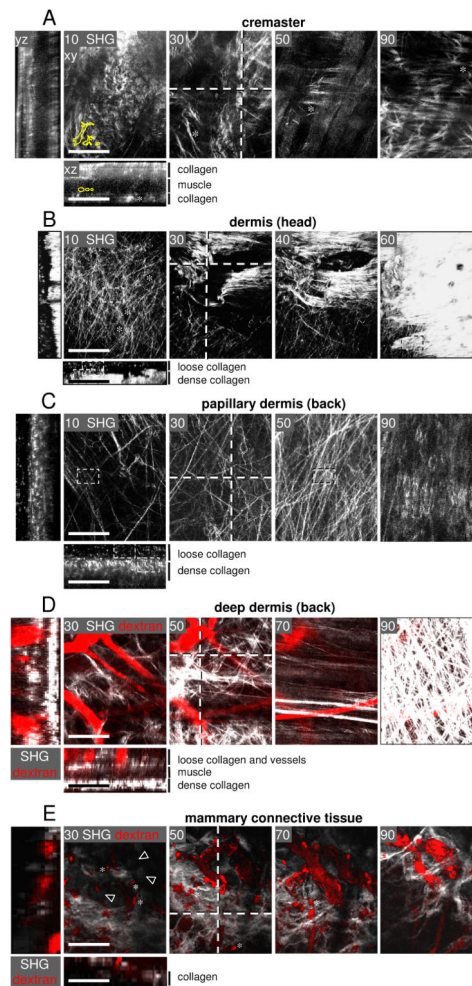 A
cremaster
yz
10 SHG
30
50
90
xy
*
*
*
xz
*
collagen
muscle
collagen
B
dermis (head)
10 SHG
30
40
60
*
*
*
loose collagen
dense collagen
C
papillary dermis (back)
10 SHG
30
50
90
loose collagen
dense collagen
D
deep dermis (back)
30 SHG dextran
50
70
90
SHG
dextran
loose collagen and vessels
muscle
dense collagen
E
mammary connective tissue
30 SHG dextran
50
70
90
*
*
*
*
SHG
dextran
collagen